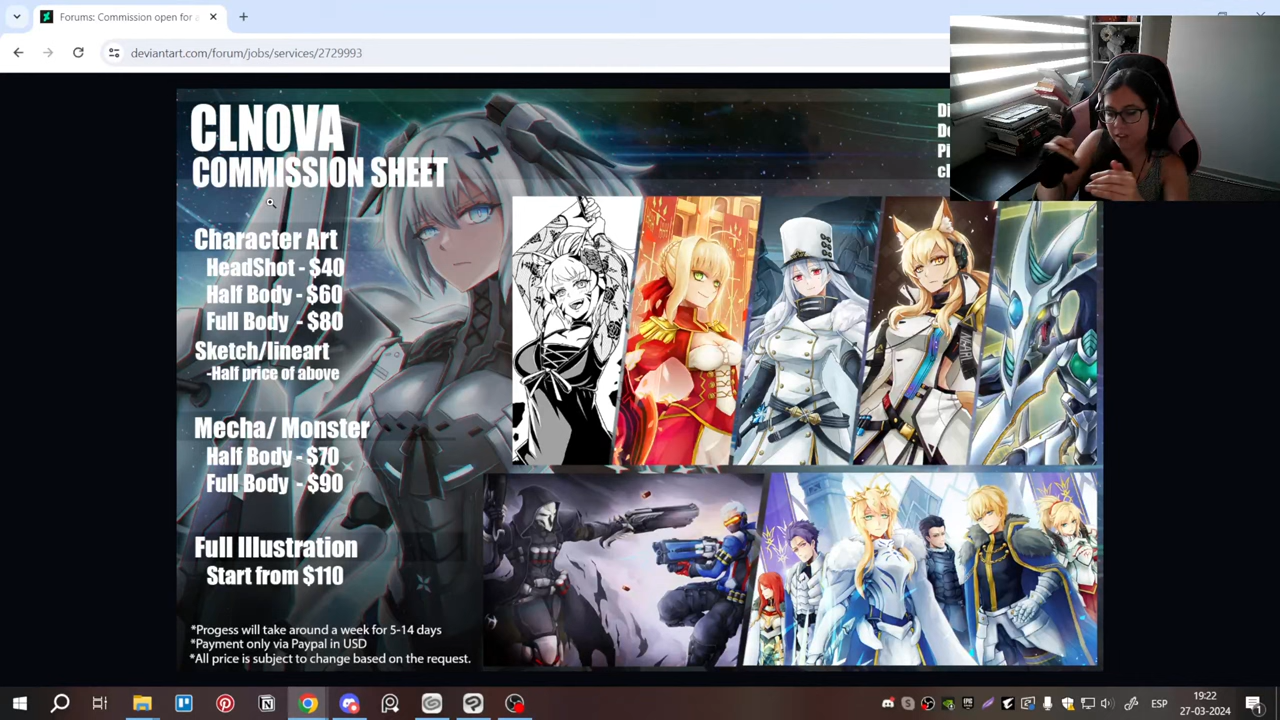 Forums: Commission open for a
deviantart.com/forum/jobs/services/2729993
CLNOVA
COMMISSION SHEET
Character Art
HeadShot - $40
Half Body - $60
Full Body - $80
Sketch/lineart
-Half price of above
Mecha/ Monster
Half Body - $70
Full Body - $90
Full Illustration
Start from $110
*Progess will take around a week for 5-14 days
*Payment only via Paypal in USD
*All price is subject to change based on the request.
ESP
19:22
27-03-2024